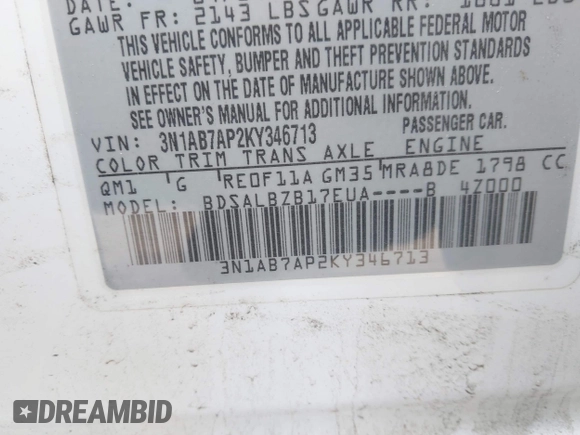 GAWR FR: 2143 LBS GAWR RR:
THIS VEHICLE CONFORMS TO ALL APPLICABLE
FEDERAL MOTOR
VEHICLE SAFETY, BUMPER AND THEFT PREVENTION STANDARDS
IN EFFECT ON THE DATE OF MANUFACTURE SHOWN ABOVE.
SEE OWNER'S MANUAL FOR ADDITIONAL INFORMATION.
VIN: 3N1AB7AP2KY346713 PASSENGER CAR.
COLOR TRIM TRANS AXLE ENGINE
QM1 G RE0F11A GM35 MRA8DE 1798 CC
MODEL: BDSALBZB17EUA----B 4Z000
3N1AB7AP2KY346713
DREAMBID